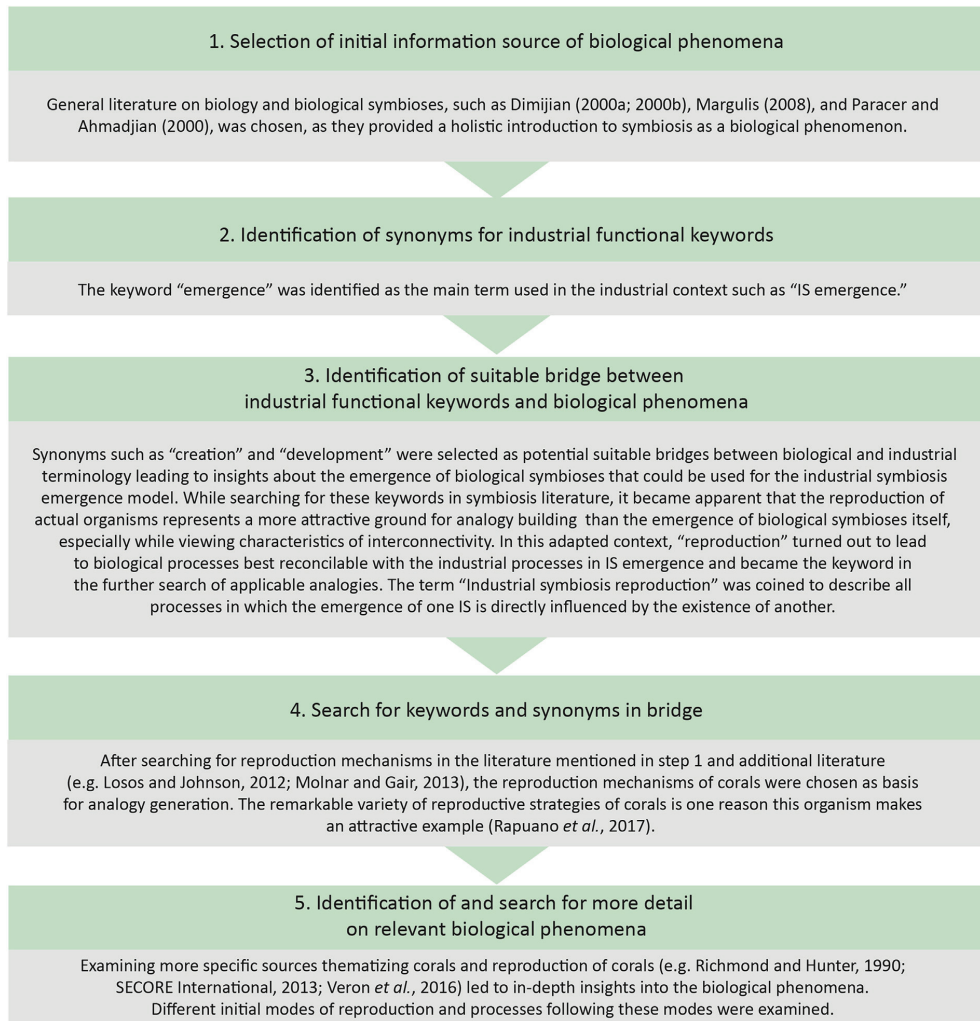 1. Selection of initial information source of biological phenomena
General literature on biology and biological symbioses, such as Dimijian (2000a; 2000b), Margulis (2008), and Paracer and
Ahmadjian (2000), was chosen, as they provided a holistic introduction to symbiosis as a biological phenomenon.
2. Identification of synonyms for industrial functional keywords
The keyword “emergence” was identified as the main term used in the industrial context such as “IS emergence.”
3. Identification of suitable bridge between
industrial functional keywords and biological phenomena
Synonyms such as “creation” and “development” were selected as potential suitable bridges between biological and industrial
terminology leading to insights about the emergence of biological symbioses that could be used for the industrial symbiosis
emergence model. While searching for these keywords in symbiosis literature, it became apparent that the reproduction of
actual organisms represents a more attractive ground for analogy building than the emergence of biological symbioses itself,
especially while viewing characteristics of interconnectivity. In this adapted context, “reproduction” turned out to lead
to biological processes best reconcilable with the industrial processes in IS emergence and became the keyword in
the further search of applicable analogies. The term “Industrial symbiosis reproduction” was coined to describe all
processes in which the emergence of one IS is directly influenced by the existence of another.
4. Search for keywords and synonyms in bridge
After searching for reproduction mechanisms in the literature mentioned in step 1 and additional literature
(e.g. Losos and Johnson, 2012; Molnar and Gair, 2013), the reproduction mechanisms of corals were chosen as basis
for analogy generation. The remarkable variety of reproductive strategies of corals is one reason this organism makes
an attractive example (Rapuano et al., 2017).
5. Identification of and search for more detail
on relevant biological phenomena
Examining more specific sources thematizing corals and reproduction of corals (e.g. Richmond and Hunter, 1990;
SECORE International, 2013; Veron et al., 2016) led to in-depth insights into the biological phenomena.
Different initial modes of reproduction and processes following these modes were examined.